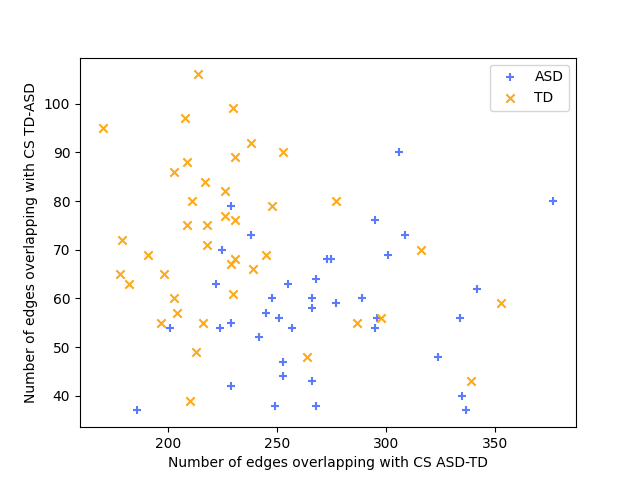 ASD
TD
100
90
80
70
60
50
40
200 250 300 350
Number of edges overlapping with CS TD-ASD
Number of edges overlapping with CS ASD-TD